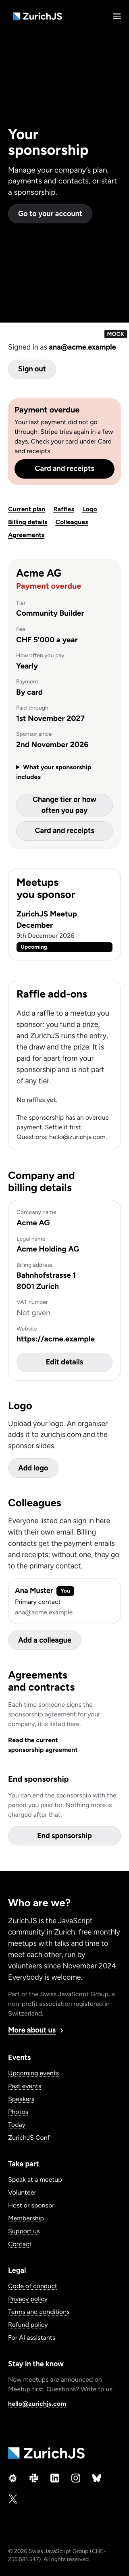 ZurichJS
Your
sponsorship
Manage your company's plan,
payments and contacts, or start
a sponsorship.
Go to your account
MOCK
Signed in as ana@acme.example
Sign out
Payment overdue
Your last payment did not go
through. Stripe tries again in a few
days. Check your card under Card
and receipts.
Card and receipts
Current plan Raffles Logo
Billing details Colleagues
Agreements
Acme AG
Payment overdue
Tier
Community Builder
Fee
CHF 5'000 a year
How often you pay
Yearly
Payment
By card
Paid through
1st November 2027
Sponsor since
2nd November 2026
What your sponsorship
includes
Change tier or how
often you pay
Card and receipts
Meetups
you sponsor
ZurichJS Meetup
December
9th December 2026
Upcoming
Raffle add-ons
Add a raffle to a meetup you
sponsor: you fund a prize,
and ZurichJS runs the entry,
the draw and the prize. It is
paid for apart from your
sponsorship and is not part
of any tier.
No raffles yet.
The sponsorship has an overdue
payment. Settle it first.
Questions: hello@zurichjs.com.
Company and
billing details
Company name
Acme AG
Legal name
Acme Holding AG
Billing address
Bahnhofstrasse 1
8001 Zurich
VAT number
Not given
Website
https://acme.example
Edit details
Logo
Upload your logo. An organiser
adds it to zurichjs.com and the
sponsor slides.
Add logo
Colleagues
Everyone listed can sign in here
with their own email. Billing
contacts get the payment emails
and receipts; without one, they go
to the primary contact.
Ana Muster You
Primary contact
ana@acme.example
Add a colleague
Agreements
and contracts
Each time someone signs the
sponsorship agreement for your
company, it is listed here.
Read the current
sponsorship agreement
End sponsorship
You can end the sponsorship with the
period you paid for. Nothing more is
charged after that.
End sponsorship
Who are we?
ZurichJS is the JavaScript
community in Zurich: free monthly
meetups with talks and time to
meet each other, run by
volunteers since November 2024.
Everybody is welcome.
Part of the Swiss JavaScript Group, a
non-profit association registered in
Switzerland.
More about us
Events
Upcoming events
Past events
Speakers
Photos
Today
ZurichJS Conf
Take part
Speak at a meetup
Volunteer
Host or sponsor
Membership
Support us
Contact
Legal
Code of conduct
Privacy policy
Terms and conditions
Refund policy
For AI assistants
Stay in the know
New meetups are announced on
Meetup first. Questions? Write to us.
hello@zurichjs.com
ZurichJS
© 2026 Swiss JavaScript Group (CHE-
255.581.547). All rights reserved.